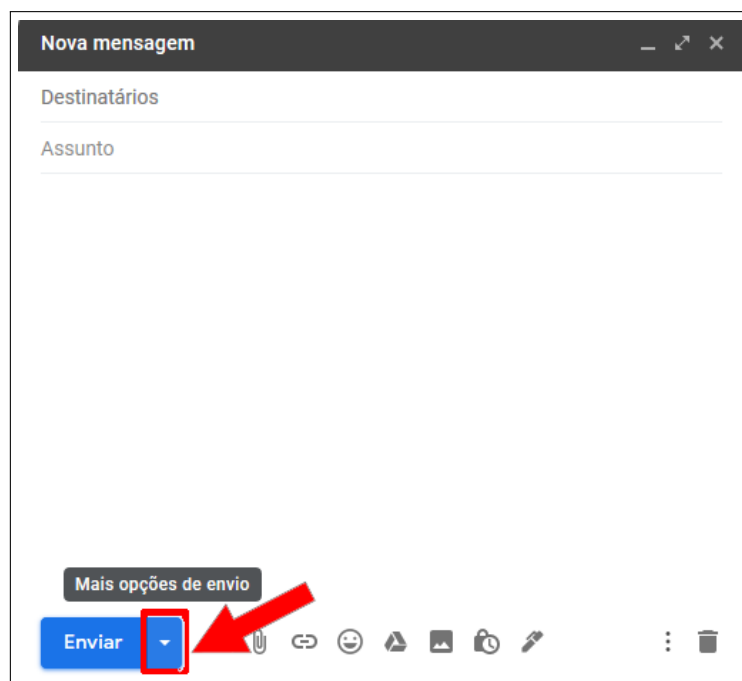 Nova mensagem
Destinatários
Assunto
Mais opções de envio
Enviar